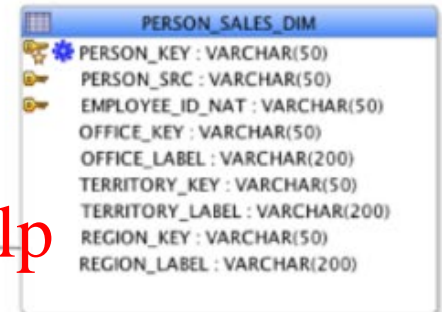 PERSON_SALES_DIM
PERSON_KEY : VARCHAR(50)
PERSON_SRC : VARCHAR(50)
EMPLOYEE_ID_NAT : VARCHAR(50)
OFFICE_KEY : VARCHAR(50)
OFFICE_LABEL : VARCHAR(200)
TERRITORY_KEY : VARCHAR(50)
TERRITORY_LABEL : VARCHAR(200)
lp
REGION_KEY : VARCHAR(50)
REGION_LABEL : VARCHAR(200)